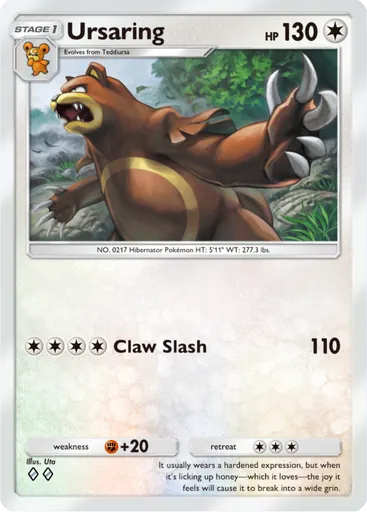 STAGE 1
Ursaring
HP 130
Evolves from Teddiursa
NO. 0217 Hibernator Pokémon HT: 5'11" WT: 277.3 lbs.
Claw Slash 110
weakness +20 retreat
Illus. Uta
It usually wears a hardened expression, but when
it's licking up honey—which it loves—the joy it
feels will cause it to break into a wide grin.